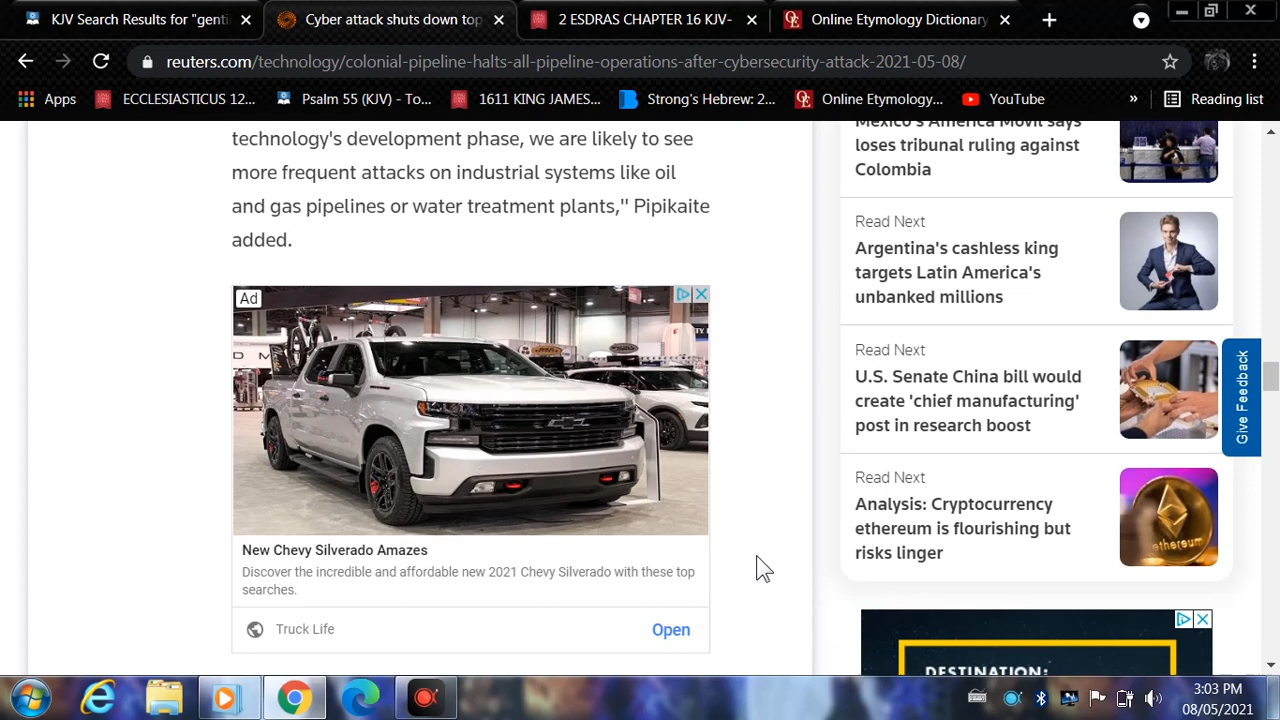 KJV Search Results for "genti
Cyber attack shuts down top
2 ESDRAS CHAPTER 16 KJV-
Online Etymology Dictionary
reuters.com/technology/colonial-pipeline-halts-all-pipeline-operations-after-cybersecurity-attack-2021-05-08/
Apps
ECCLESIASTICUS 12...
Psalm 55 (KJV) - To...
1611 KING JAMES...
Strong's Hebrew: 2...
Online Etymology...
YouTube
»
Reading list
technology's development phase, we are likely to see
more frequent attacks on industrial systems like oil
and gas pipelines or water treatment plants," Pipikaite
added.
Ad
New Chevy Silverado Amazes
Discover the incredible and affordable new 2021 Chevy Silverado with these top
searches.
Truck Life
Open
Mexico's America Movil says
loses tribunal ruling against
Colombia
Read Next
Argentina's cashless king
targets Latin America's
unbanked millions
Read Next
U.S. Senate China bill would
create 'chief manufacturing'
post in research boost
Read Next
Analysis: Cryptocurrency
ethereum is flourishing but
risks linger
ethereum
Give Feedback
DESTINATION:
3:03 PM
08/05/2021